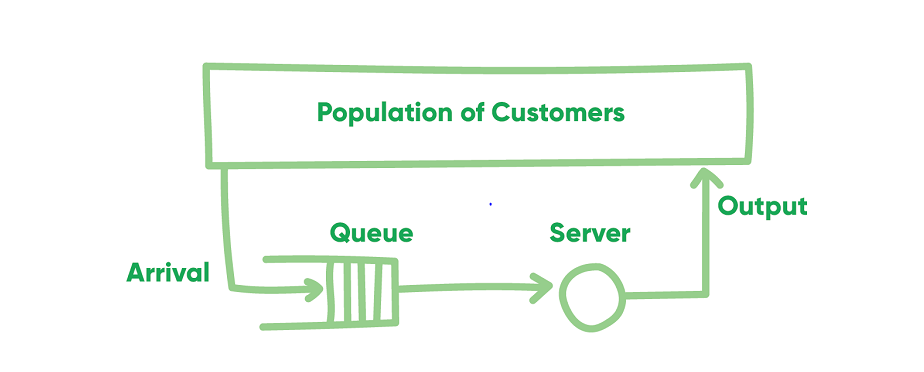 Population of Customers
Output
Queue
Server
Arrival